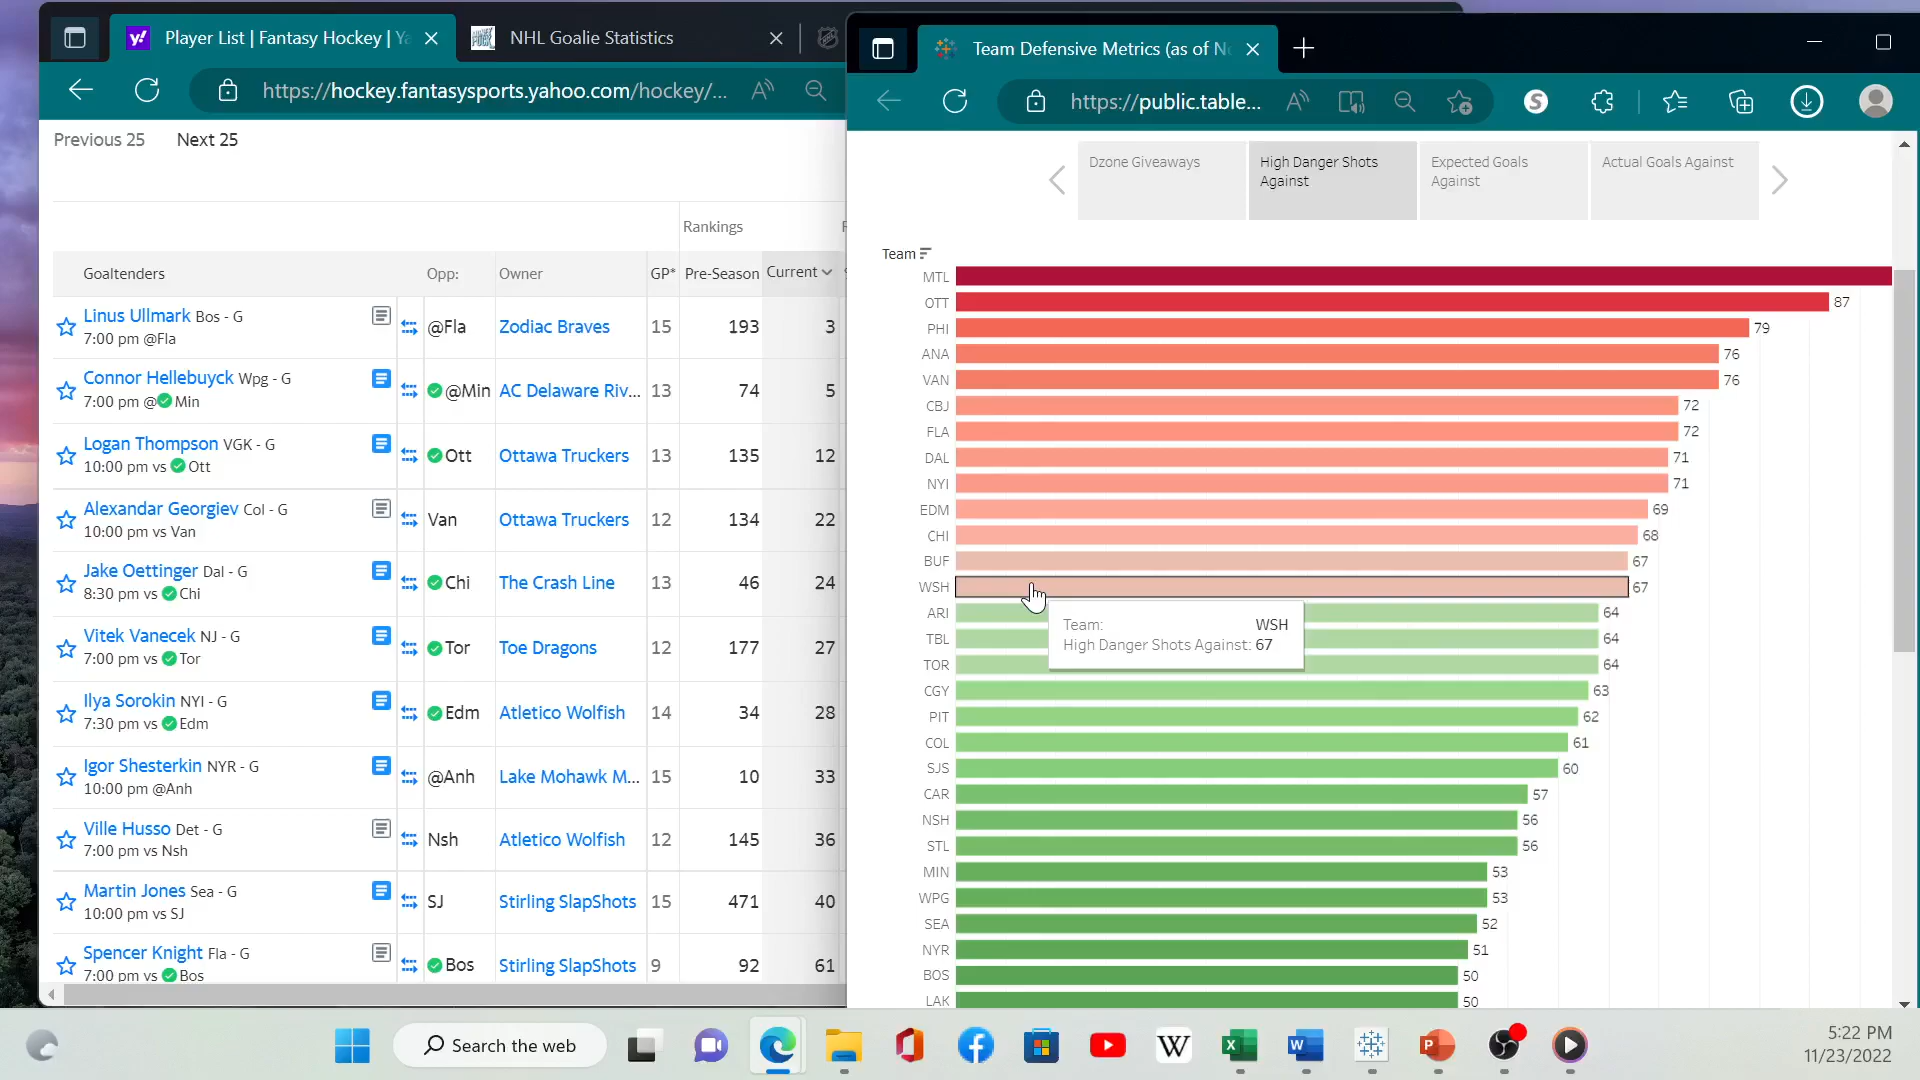 Player List | Fantasy Hockey | Ya
NHL Goalie Statistics
https://hockey.fantasysports.yahoo.com/hockey/...
Previous 25
Next 25
Rankings
Goaltenders
Opp:
Owner
GP*
Pre-Season
Current
Linus Ullmark Bos - G
7:00 pm @Fla
@Fla
Zodiac Braves
15
193
3
Connor Hellebuyck Wpg - G
7:00 pm @Min
@Min
AC Delaware Riv...
13
74
5
Logan Thompson VGK - G
10:00 pm vs Ott
Ott
Ottawa Truckers
13
135
12
Alexandar Georgiev Col - G
10:00 pm vs Van
Van
Ottawa Truckers
12
134
22
Jake Oettinger Dal - G
8:30 pm vs Chi
Chi
The Crash Line
13
46
24
Vitek Vanecek NJ - G
7:00 pm vs Tor
Tor
Toe Dragons
12
177
27
Ilya Sorokin NYI - G
7:30 pm vs Edm
Edm
Atletico Wolfish
14
34
28
Igor Shesterkin NYR - G
10:00 pm @Anh
@Anh
Lake Mohawk M...
15
10
33
Ville Husso Det - G
7:00 pm vs Nsh
Nsh
Atletico Wolfish
12
145
36
Martin Jones Sea - G
10:00 pm vs SJ
SJ
Stirling SlapShots
15
471
40
Spencer Knight Fla - G
7:00 pm vs Bos
Bos
Stirling SlapShots
9
92
61
Team Defensive Metrics (as of No
https://public.table...
Dzone Giveaways
High Danger Shots
Against
Expected Goals
Against
Actual Goals Against
Team
MTL
OTT 87
PHI 79
ANA 76
VAN 76
CBJ 72
FLA 72
DAL 71
NYI 71
EDM 69
CHI 68
BUF 67
WSH 67
ARI 64
TBL 64
TOR 64
CGY 63
PIT 62
COL 61
SJS 60
CAR 57
NSH 56
STL 56
MIN 53
WPG 53
SEA 52
NYR 51
BOS 50
LAK 50
Team: WSH
High Danger Shots Against: 67
Search the web
5:22 PM
11/23/2022